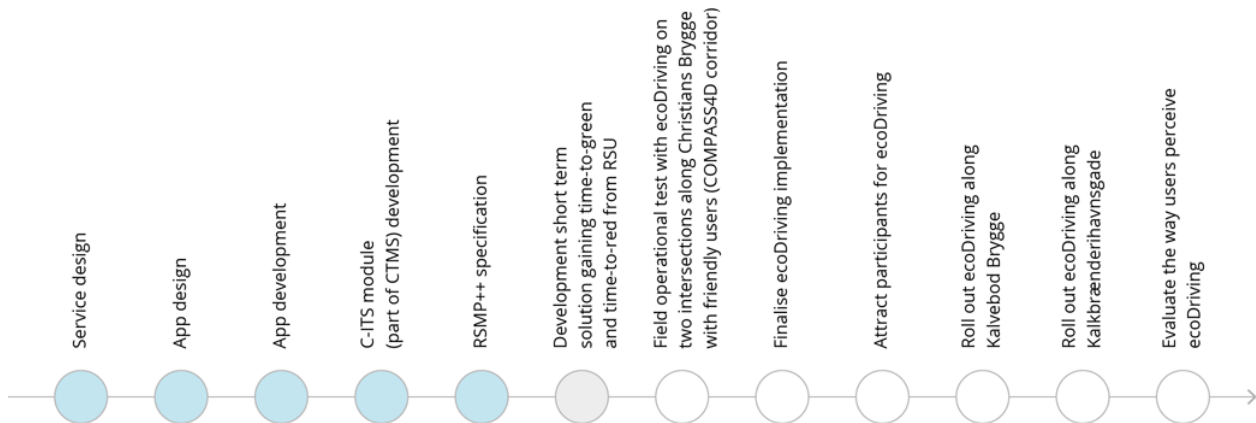 Service design
App design
App development
C-ITS module
(part of CTMS) development
RSMP++ specification
Development short term
solution gaining time-to-green
and time-to-red from RSU
Field operational test with ecoDriving on
two intersections along Christians Brygge
with friendly users (COMPASS4D corridor)
Finalise ecoDriving implementation
Attract participants for ecoDriving
Roll out ecoDriving along
Kalvebod Brygge
Roll out ecoDriving along
Kalkbrænderihavnsgade
Evaluate the way users perceive
ecoDriving